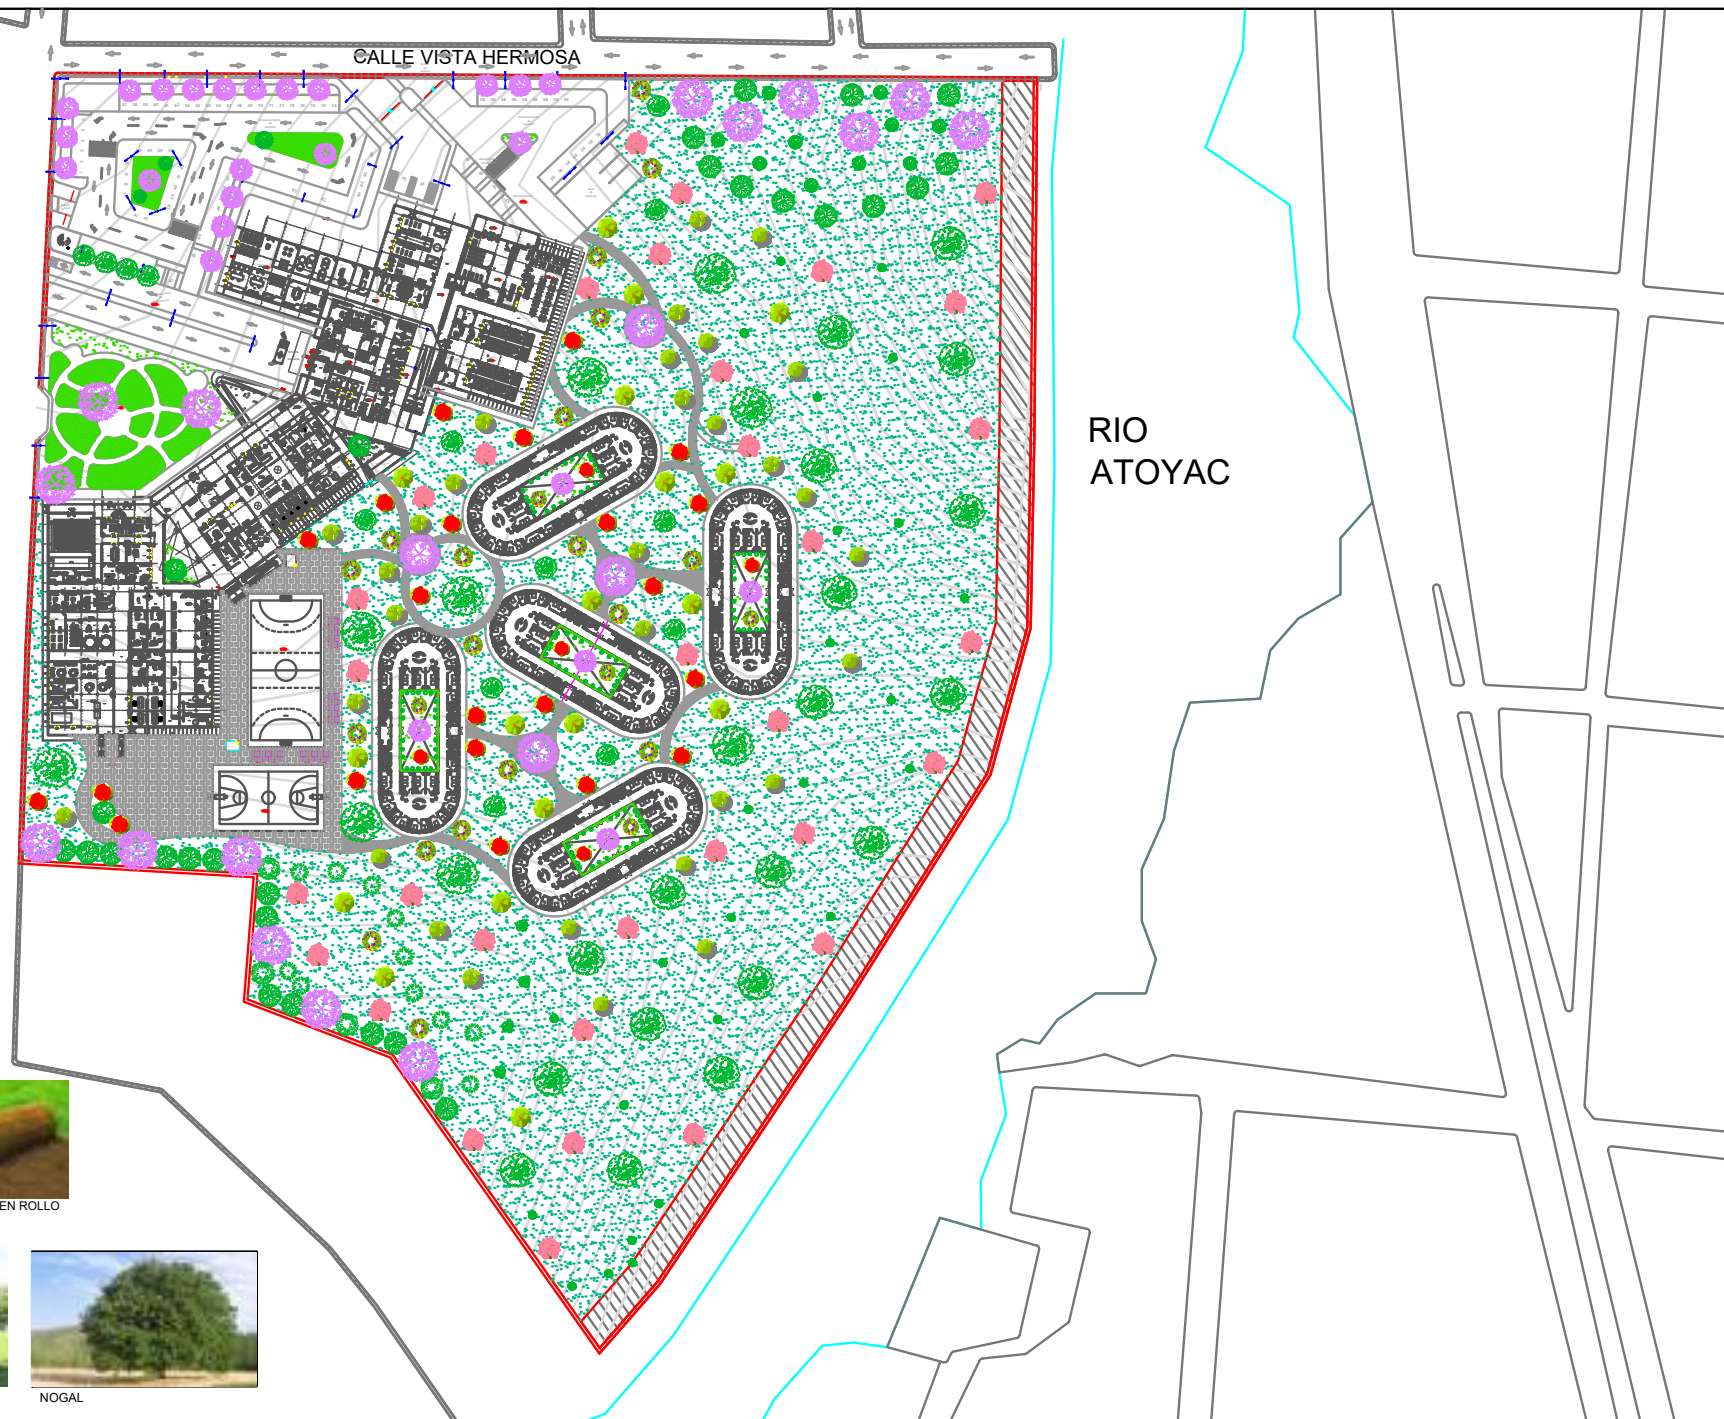 CALLE VISTA HERMOSA
RIO
ATOYAC
EN ROLLO
NOGAL